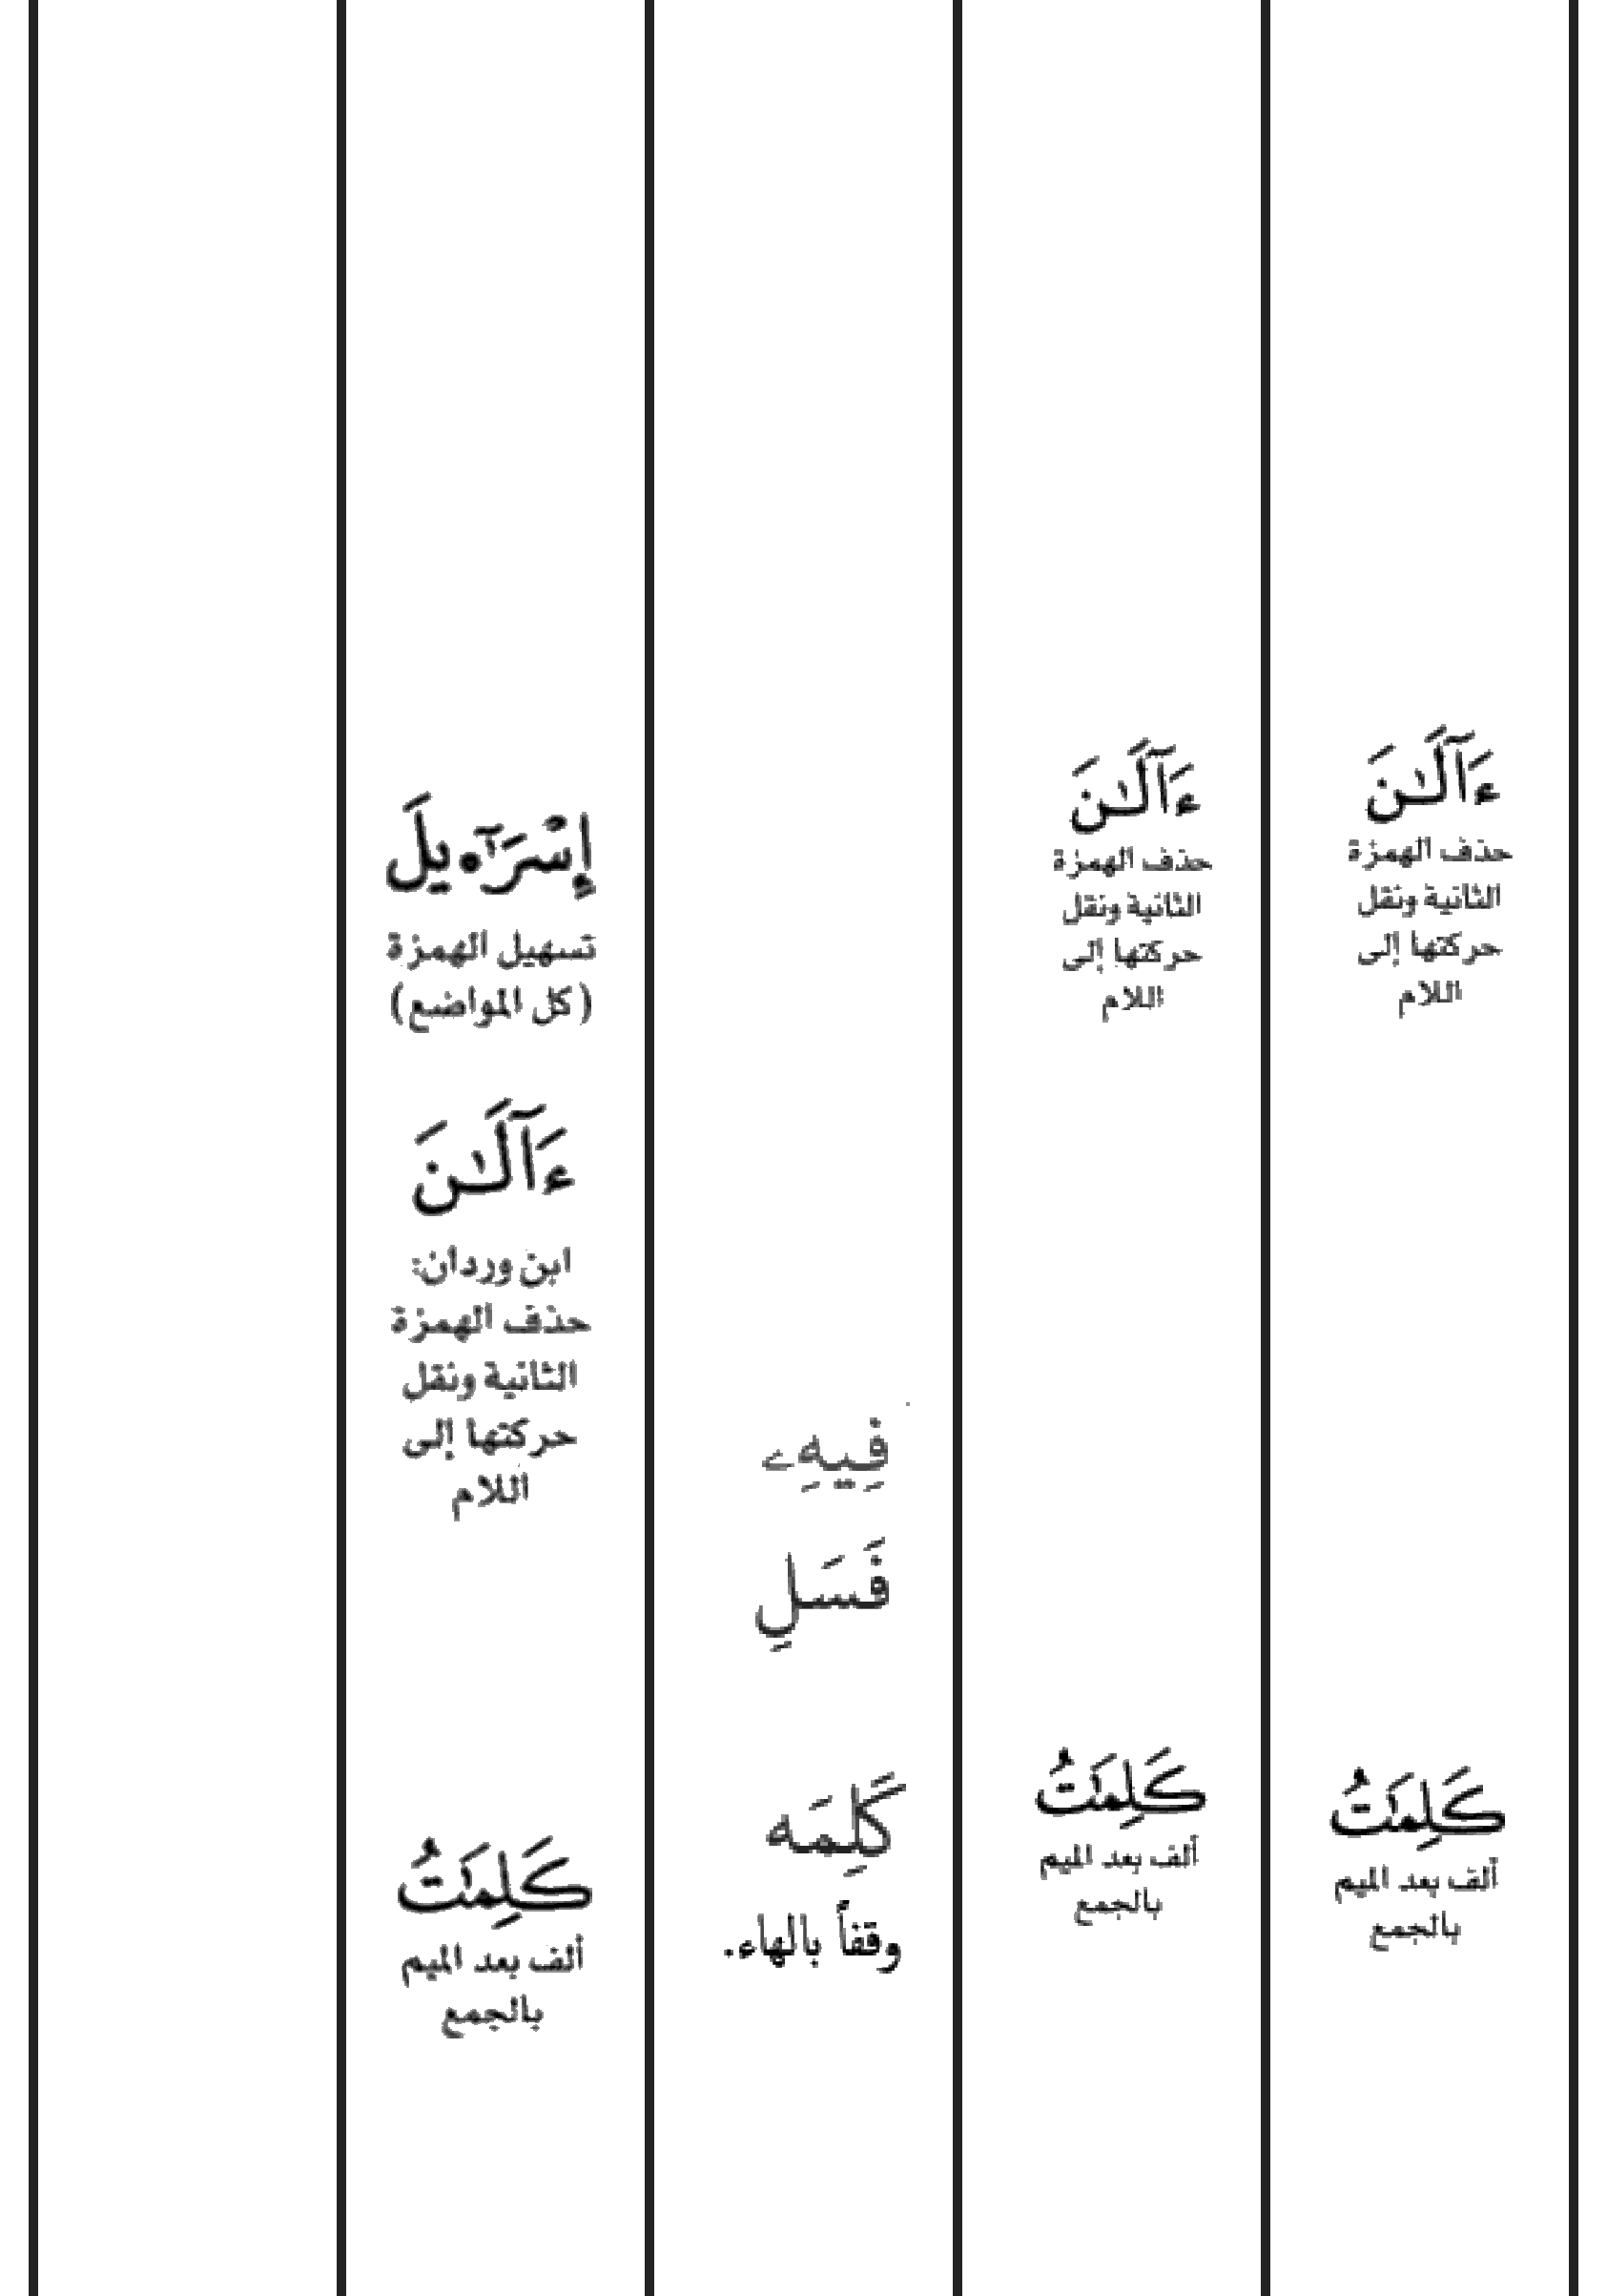 ءَآلَٰنَ
حذف الهمزة
الثانية ونقل
حركتها إلى
اللام
كَلِمَٰتُ
ألف بعد الميم
بالجمع
ءَآلَٰنَ
حذف الهمزة
الثانية ونقل
حركتها إلى
اللام
كَلِمَٰتُ
ألف بعد الميم
بالجمع
فِيهِۦ
فَسَلِ
كَلِمَه
وقفاً بالهاء.
إِسْرَآ•يلَ
تسهيل الهمزة
(كل المواضع)
ءَآلَٰنَ
ابن وردان:
حذف الهمزة
الثانية ونقل
حركتها إلى
اللام
كَلِمَٰتُ
ألف بعد الميم
بالجمع